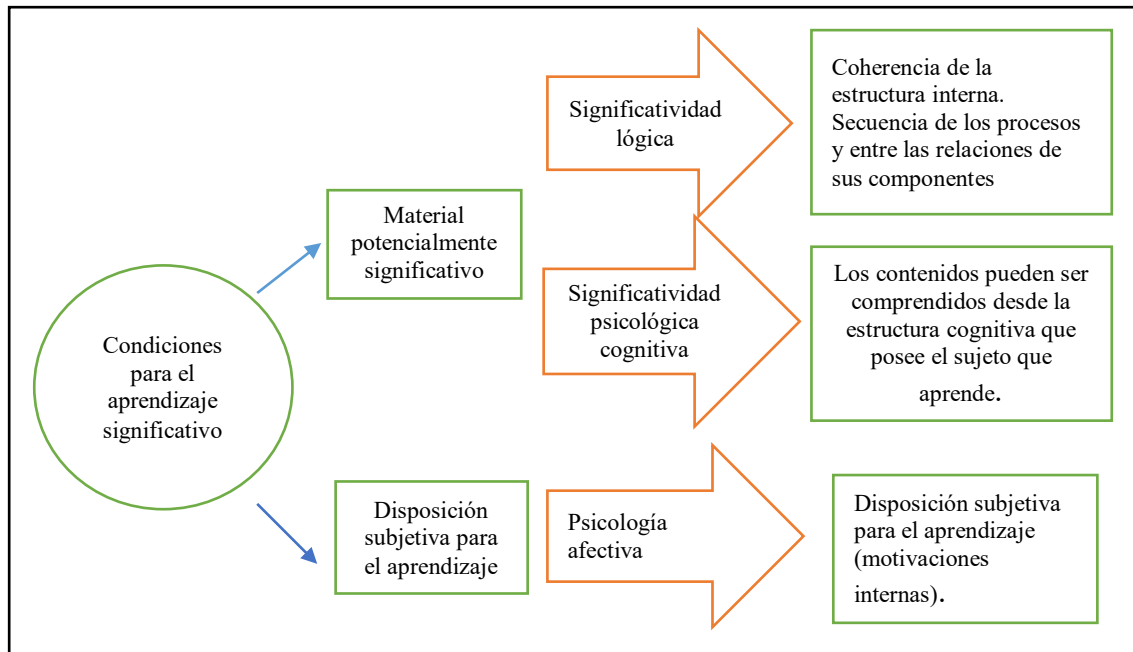 Condiciones
para el
aprendizaje
significativo
Material
potencialmente
significativo
Significatividad
lógica
Coherencia de la
estructura interna.
Secuencia de los procesos
y entre las relaciones de
sus componentes
Significatividad
psicológica
cognitiva
Los contenidos pueden ser
comprendidos desde la
estructura cognitiva que
posee el sujeto que
aprende.
Disposición
subjetiva para
el aprendizaje
Psicología
afectiva
Disposición subjetiva
para el aprendizaje
(motivaciones
internas).